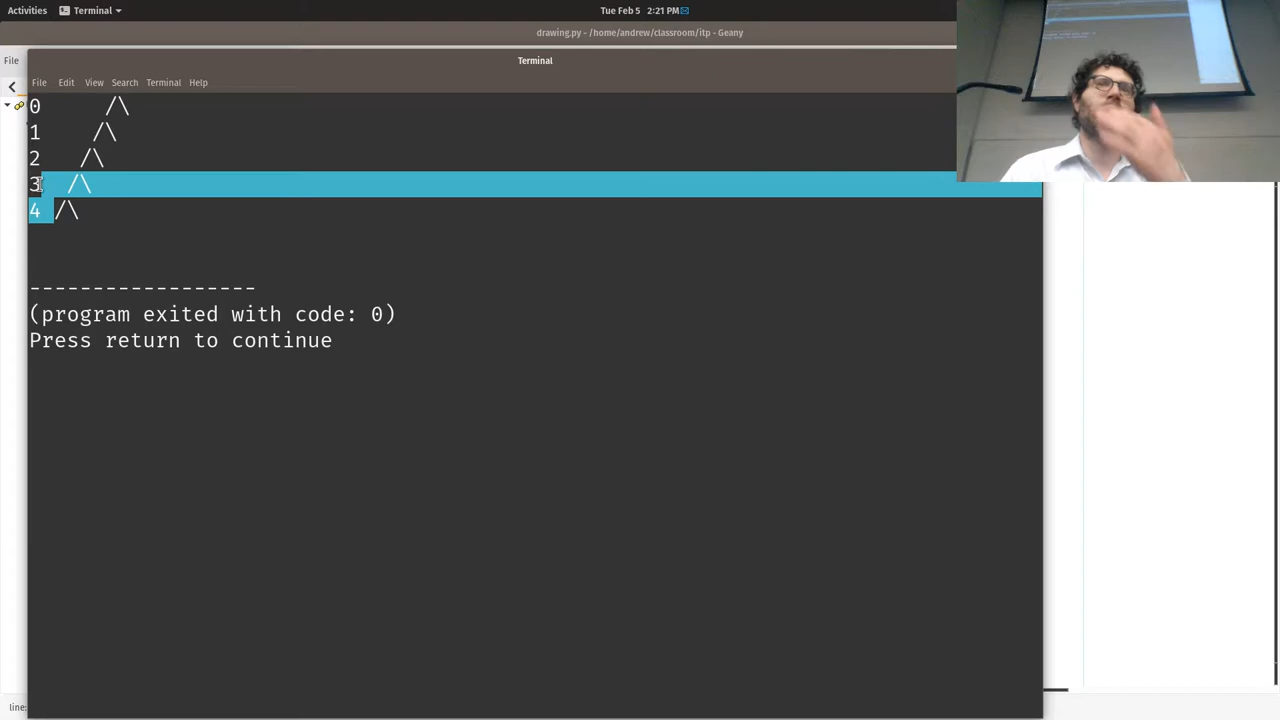 Activities Terminal Tue Feb 5 2:21 PM
drawing.py - /home/andrew/classroom/itp - Geany
File Terminal
File Edit View Search Terminal Help
0      /\
1     /\
2    /\
3   /\
4  /\
------------------
(program exited with code: 0)
Press return to continue
line: